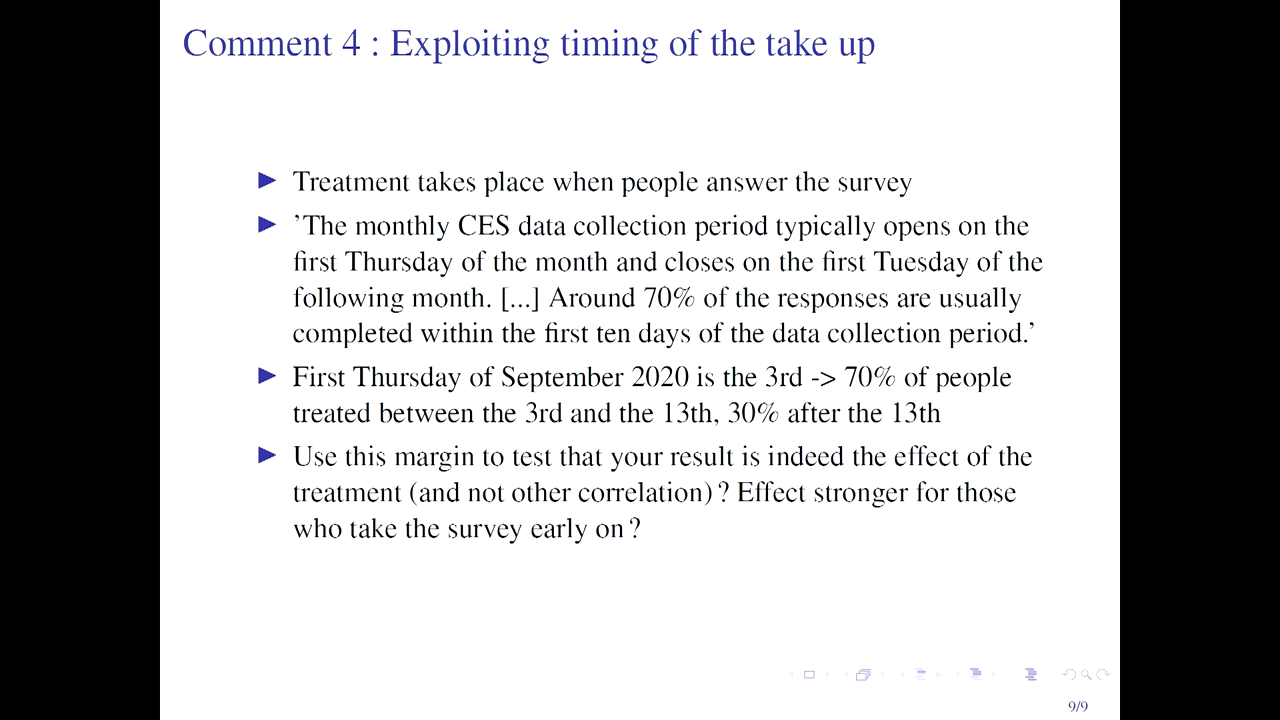 Comment 4 : Exploiting timing of the take up
Treatment takes place when people answer the survey
’The monthly CES data collection period typically opens on the
first Thursday of the month and closes on the first Tuesday of the
following month. [...] Around 70% of the responses are usually
completed within the first ten days of the data collection period.’
First Thursday of September 2020 is the 3rd -> 70% of people
treated between the 3rd and the 13th, 30% after the 13th
Use this margin to test that your result is indeed the effect of the
treatment (and not other correlation) ? Effect stronger for those
who take the survey early on ?
9/9